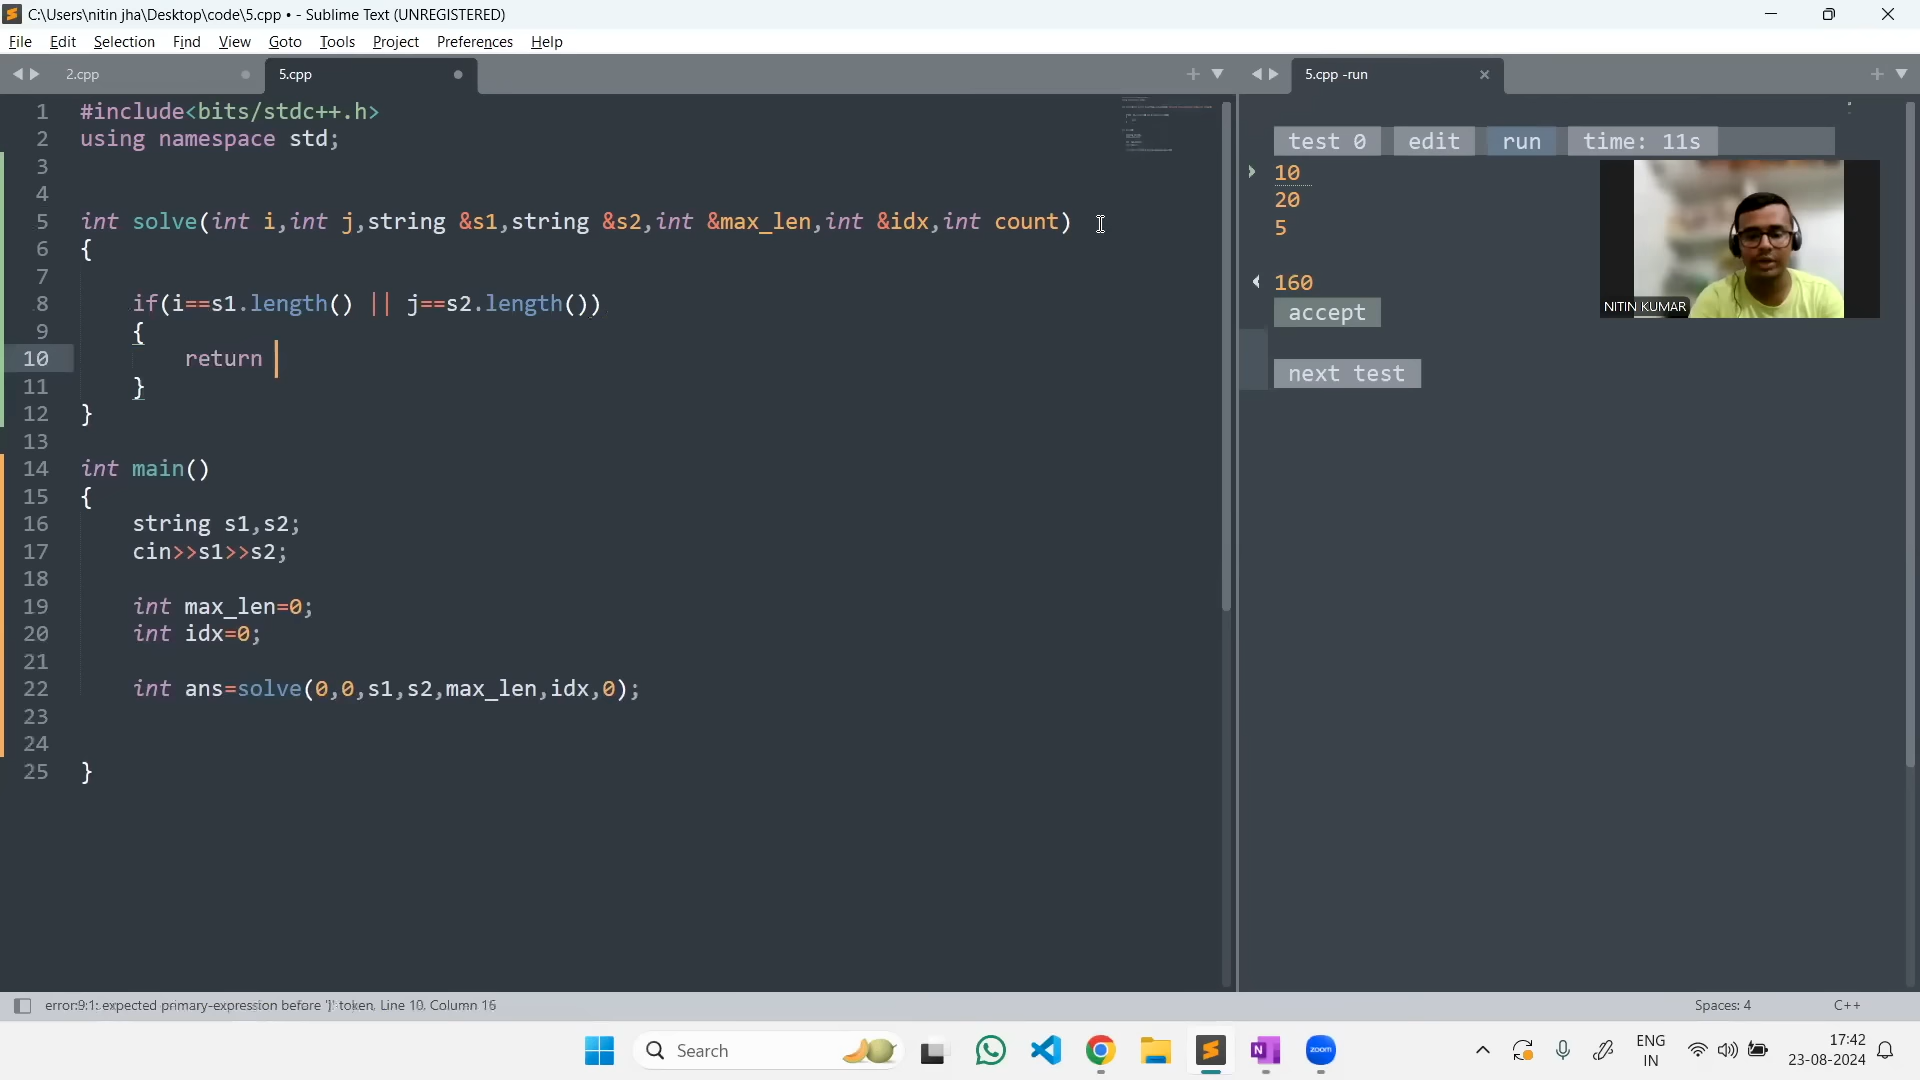 C:\Users\nitin jha\Desktop\code\5.cpp • - Sublime Text (UNREGISTERED)
File Edit Selection Find View Goto Tools Project Preferences Help
2.cpp
5.cpp
5.cpp -run
1 #include<bits/stdc++.h>
2 using namespace std;
3
4
5 int solve(int i,int j,string &s1,string &s2,int &max_len,int &idx,int count)
6 {
7
8 if(i==s1.length() || j==s2.length())
9 {
10 return
11 }
12 }
13
14 int main()
15 {
16 string s1,s2;
17 cin>>s1>>s2;
18
19 int max_len=0;
20 int idx=0;
21
22 int ans=solve(0,0,s1,s2,max_len,idx,0);
23
24
25 }
test 0 edit run time: 11s
10
20
5
160
accept
next test
NITIN KUMAR
error:9:1: expected primary-expression before '}' token, Line 10, Column 16
Spaces: 4
C++
Search
zoom
ENG
IN
17:42
23-08-2024